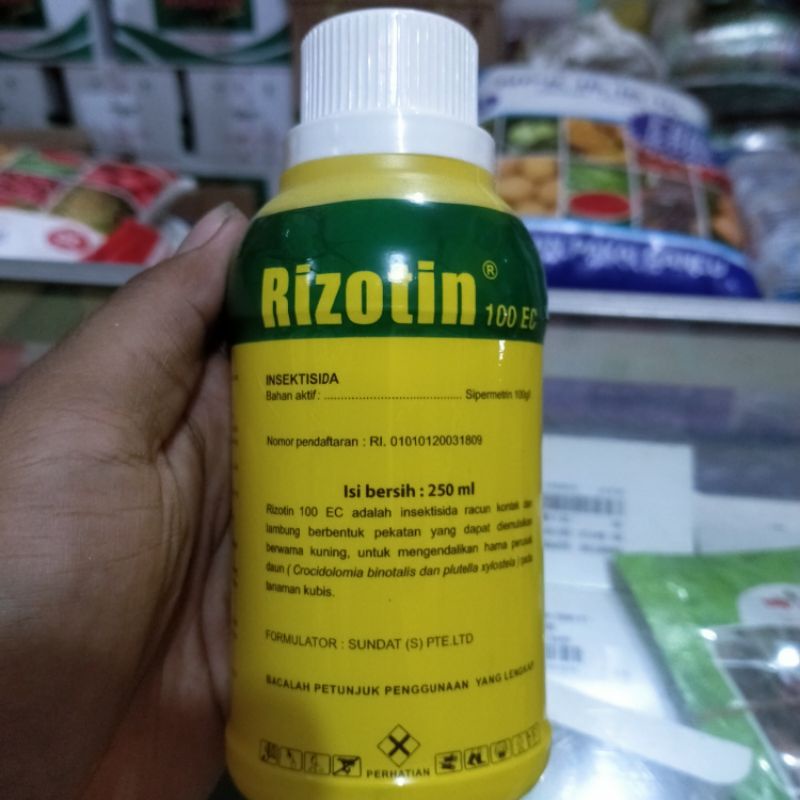 Rizotin®
100 EC
INSEKTISIDA
Bahan aktif : ........................................ Sipermetrin 100g/l
Nomor pendaftaran : RI. 01010120031809
Isi bersih : 250 ml
Rizotin 100 EC adalah insektisida racun kontak dan
lambung berbentuk pekatan yang dapat diemulsikan
berwarna kuning, untuk mengendalikan hama perusak
daun ( Crocidolomia binotalis dan plutella xylostela ) pada
tanaman kubis.
FORMULATOR : SUNDAT (S) PTE.LTD
BACALAH PETUNJUK PENGGUNAAN YANG LENGKAP
PERHATIAN